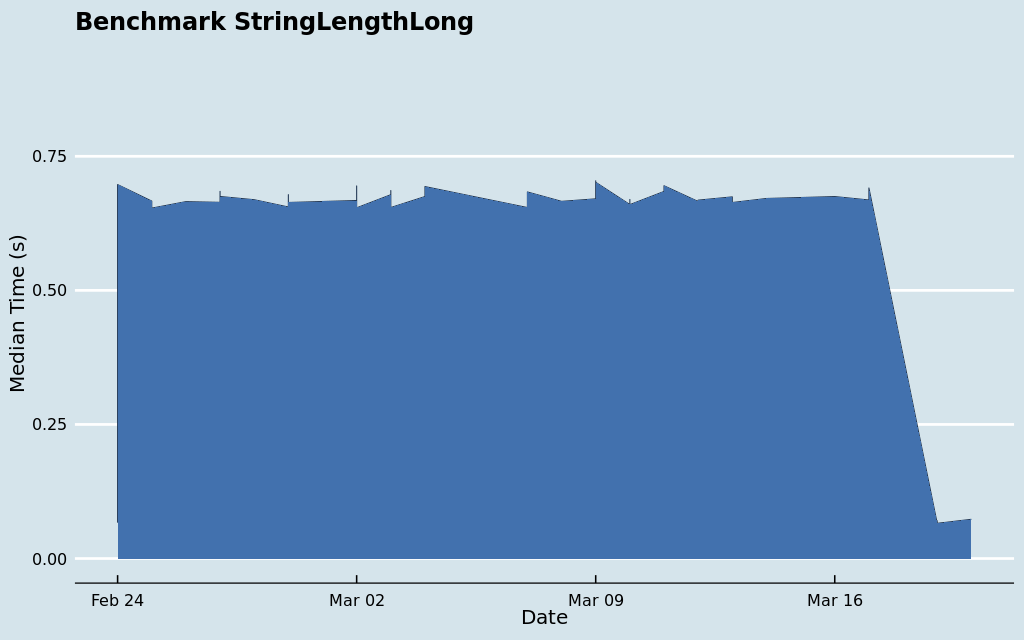 Benchmark StringLengthLong
Median Time (s)
0.75
0.50
0.25
0.00
Feb 24
Mar 02
Mar 09
Mar 16
Date